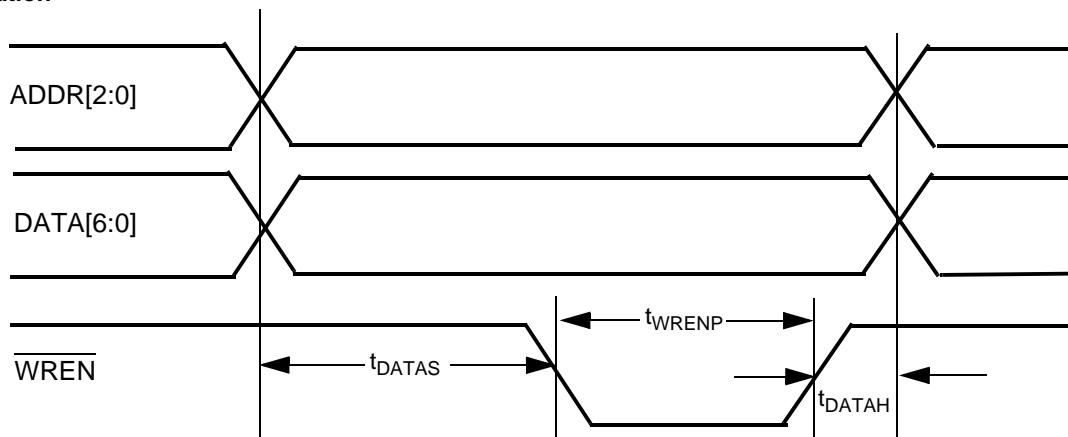 ADDR[2:0]
DATA[6:0]
tWRENP
WREN
tDATAS
tDATAH